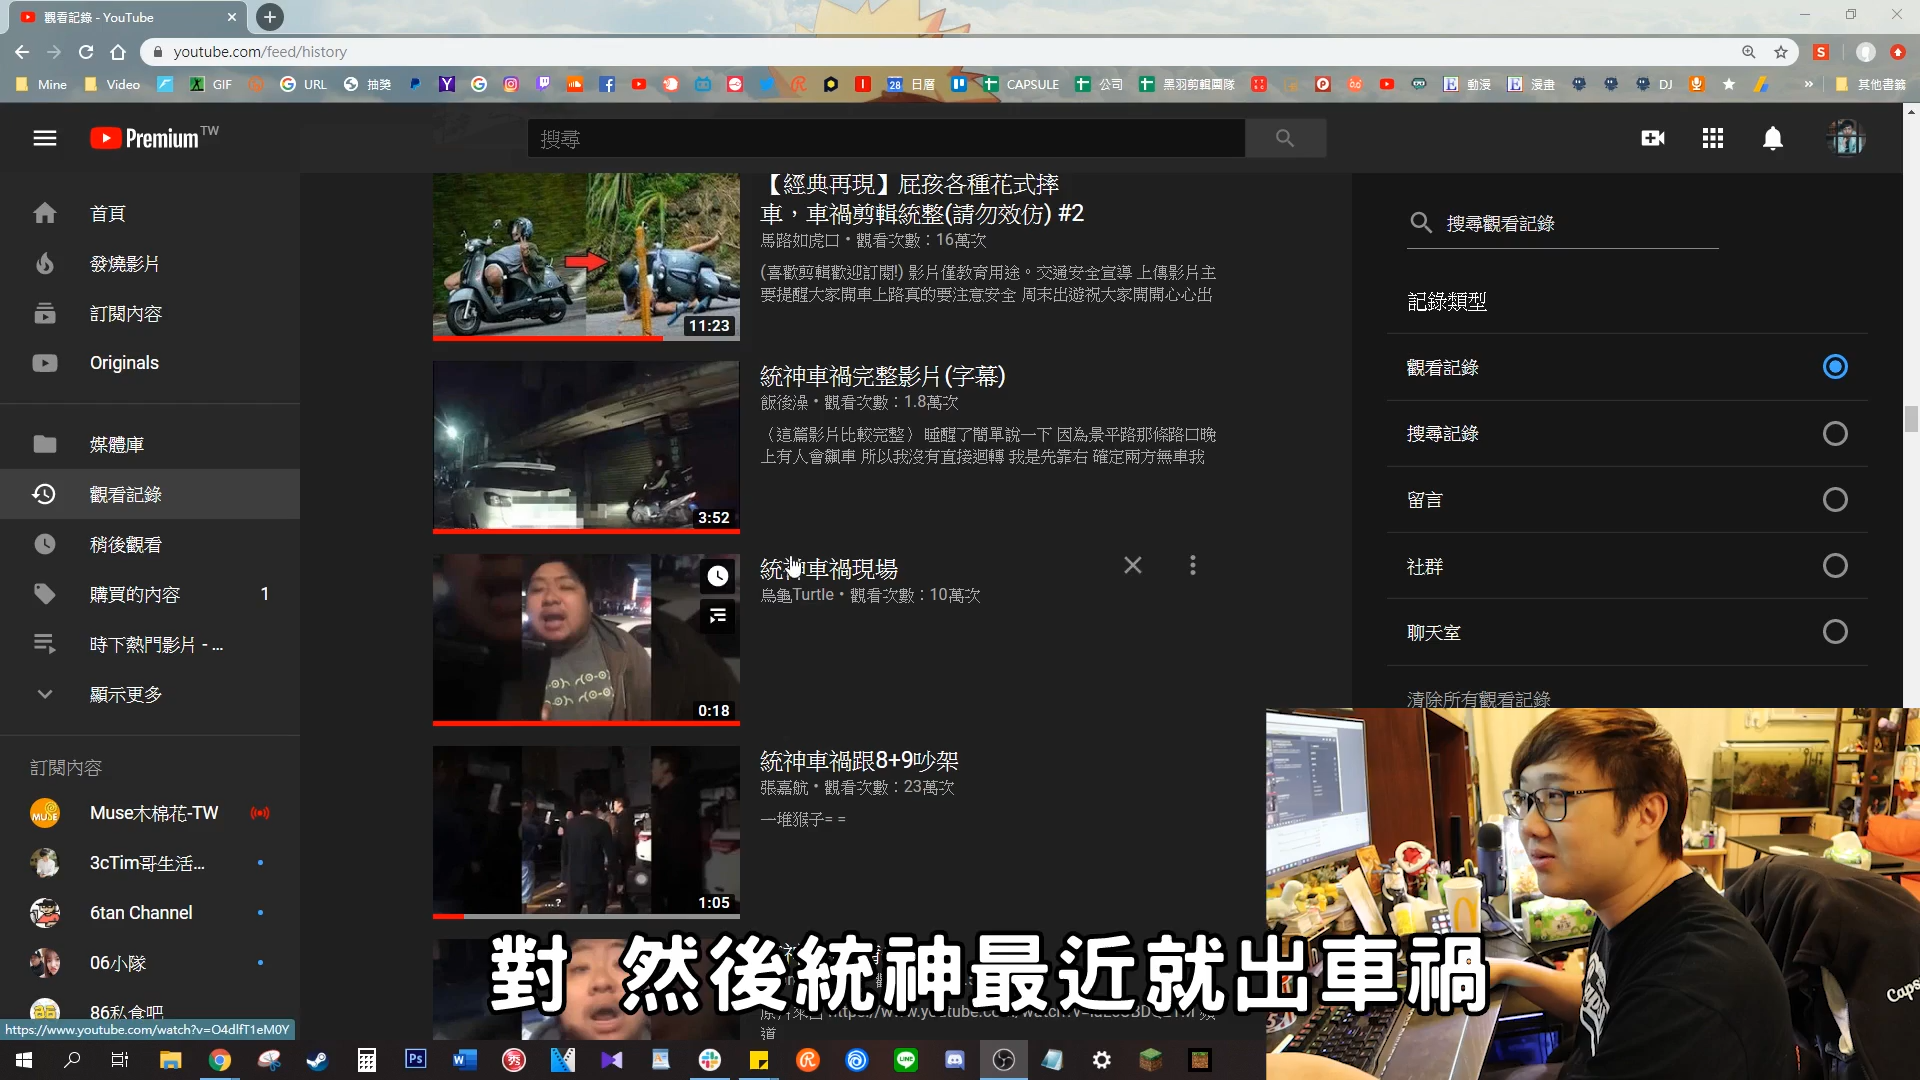 觀看記錄 - YouTube
youtube.com/feed/history
Mine
Video
GIF
URL
抽獎
28
日曆
CAPSULE
公司
黑羽剪輯團隊
動漫
漫畫
DJ
其他書籤
Premium TW
搜尋
首頁
發燒影片
訂閱內容
Originals
媒體庫
觀看記錄
稍後觀看
購買的內容 1
時下熱門影片 - ...
顯示更多
訂閱內容
Muse木棉花-TW
3cTim哥生活...
6tan Channel
06小隊
86私食吧
【經典再現】屁孩各種花式摔
車，車禍剪輯統整(請勿效仿) #2
馬路如虎口 • 觀看次數：16萬次
(喜歡剪輯歡迎訂閱!) 影片僅教育用途。交通安全宣導 上傳影片主
要提醒大家開車上路真的要注意安全 周末出遊祝大家開開心心出
11:23
統神車禍完整影片(字幕)
飯後澡 • 觀看次數：1.8萬次
（這篇影片比較完整） 睡醒了簡單說一下 因為景平路那條路口晚
上有人會飆車 所以我沒有直接迴轉 我是先靠右 確定兩方無車我
3:52
統神車禍現場
烏龜Turtle • 觀看次數：10萬次
0:18
統神車禍跟8+9吵架
張嘉航 • 觀看次數：23萬次
一堆猴子= =
...?
1:05
搜尋觀看記錄
記錄類型
觀看記錄
搜尋記錄
留言
社群
聊天室
清除所有觀看記錄
對 然後統神最近就出車禍
https://www.youtube.com/watch?v=O4dlfT1eM0Y
道
Ps
LINE